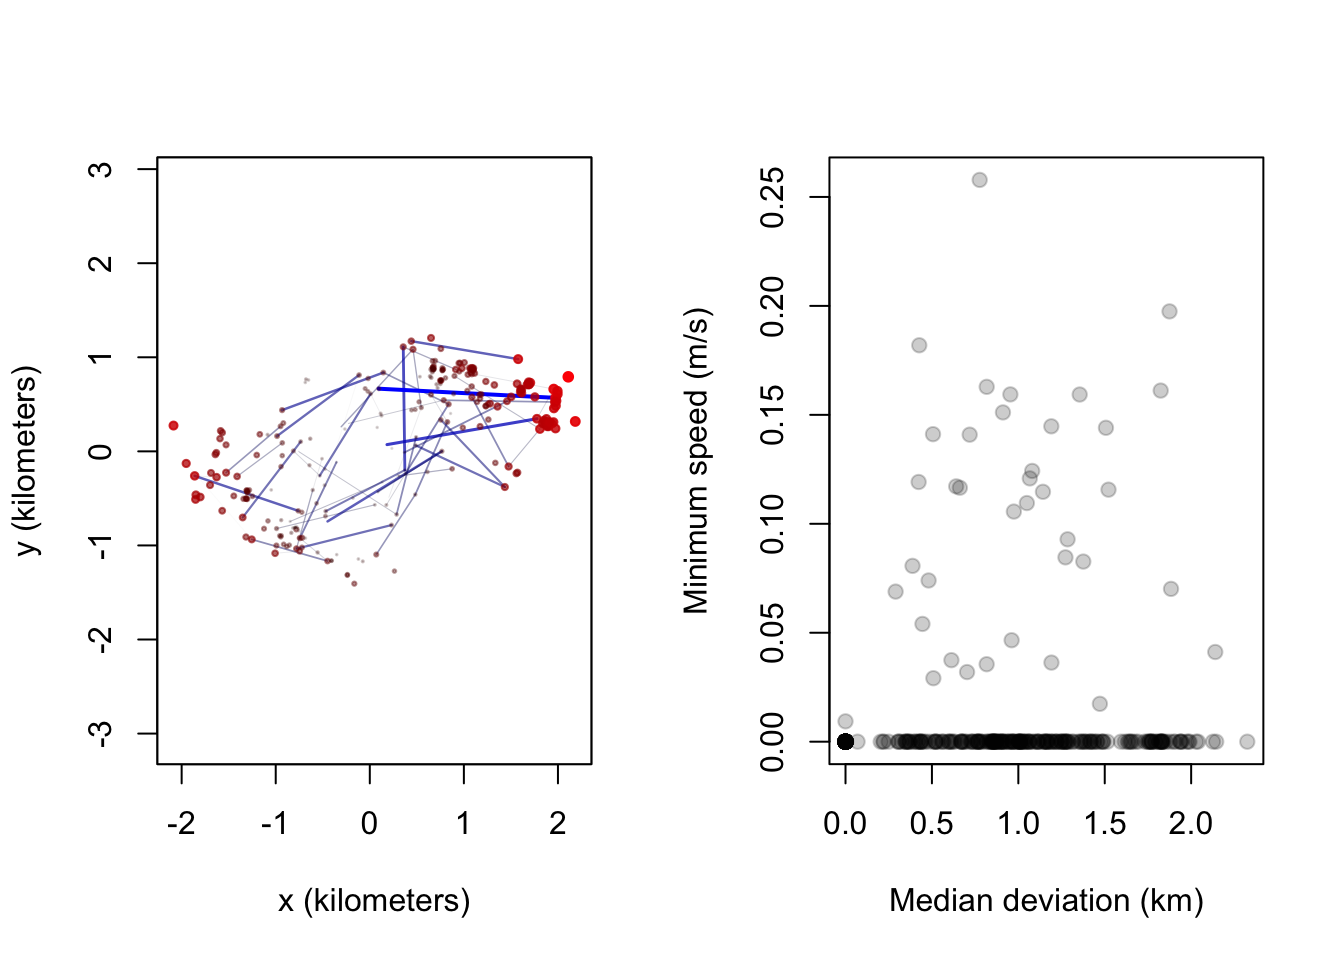 3
2
1
0
-1
-2
-3
y (kilometers)
-2 -1 0 1 2
x (kilometers)
0.25
0.20
0.15
0.10
0.05
0.00
Minimum speed (m/s)
0.0 0.5 1.0 1.5 2.0
Median deviation (km)